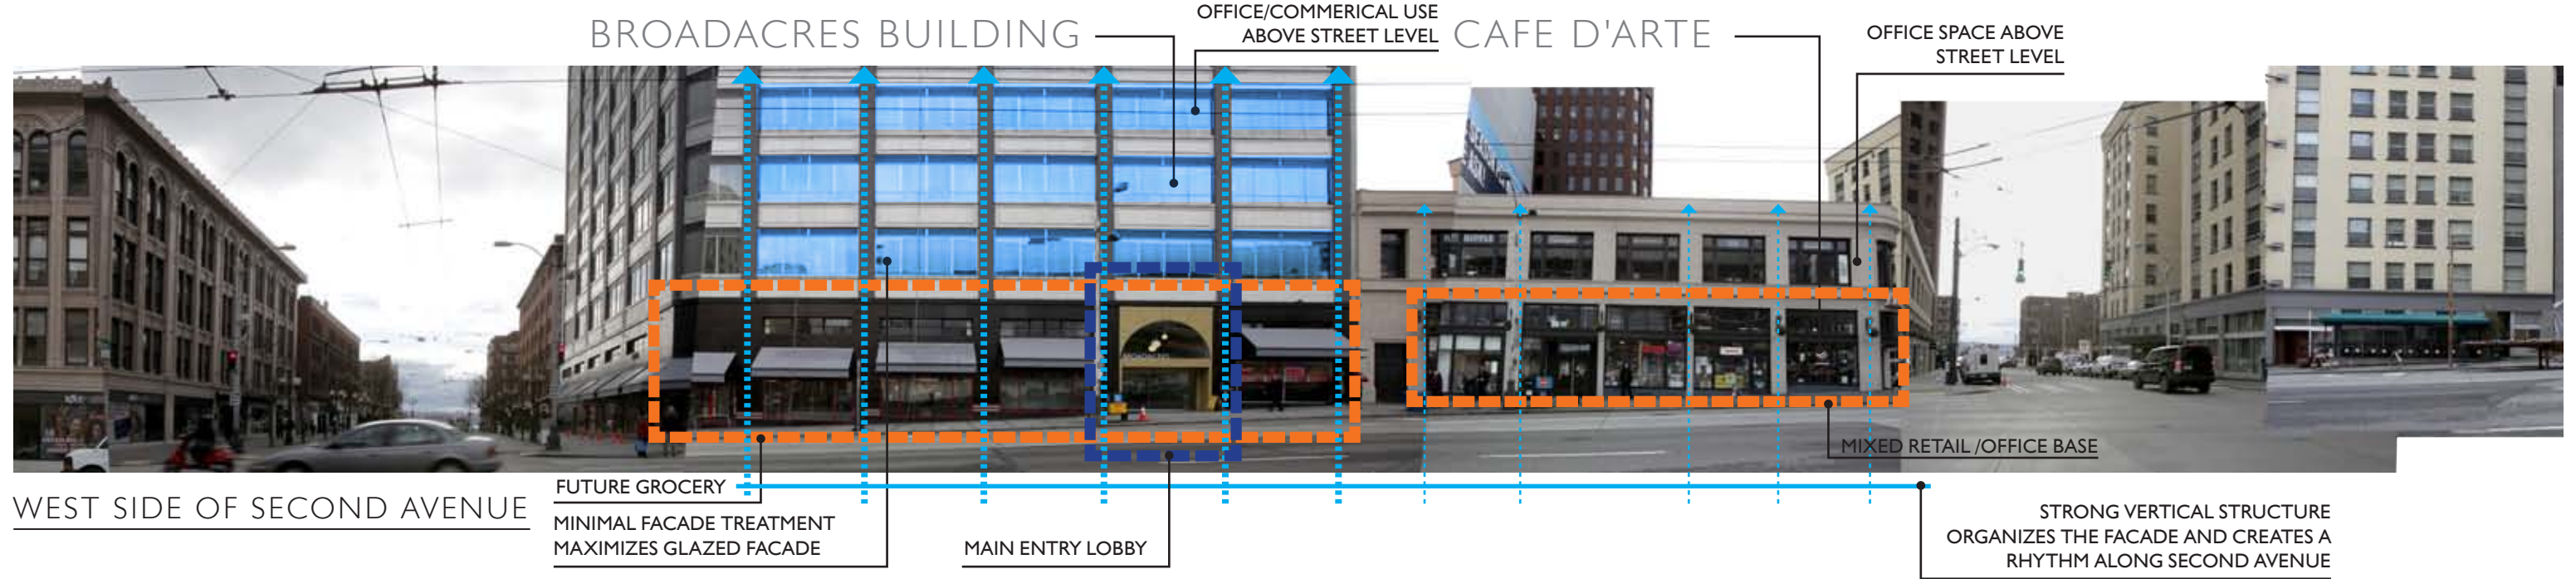 BROADACRES BUILDING
OFFICE/COMMERICAL USE
ABOVE STREET LEVEL
CAFE D'ARTE
OFFICE SPACE ABOVE
STREET LEVEL
MIXED RETAIL /OFFICE BASE
WEST SIDE OF SECOND AVENUE
FUTURE GROCERY
MINIMAL FACADE TREATMENT
MAXIMIZES GLAZED FACADE
MAIN ENTRY LOBBY
STRONG VERTICAL STRUCTURE
ORGANIZES THE FACADE AND CREATES A
RHYTHM ALONG SECOND AVENUE